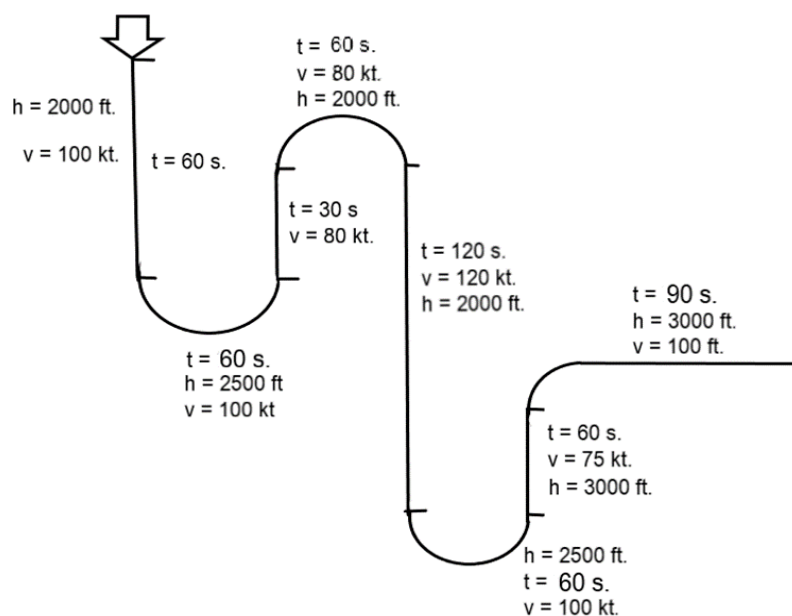 h = 2000 ft.
v = 100 kt.
t = 60 s.
t = 60 s.
h = 2500 ft
v = 100 kt
t = 30 s
v = 80 kt.
t = 60 s.
v = 80 kt.
h = 2000 ft.
t = 120 s.
v = 120 kt.
h = 2000 ft.
h = 2500 ft.
t = 60 s.
v = 100 kt.
t = 60 s.
v = 75 kt.
h = 3000 ft.
t = 90 s.
h = 3000 ft.
v = 100 ft.